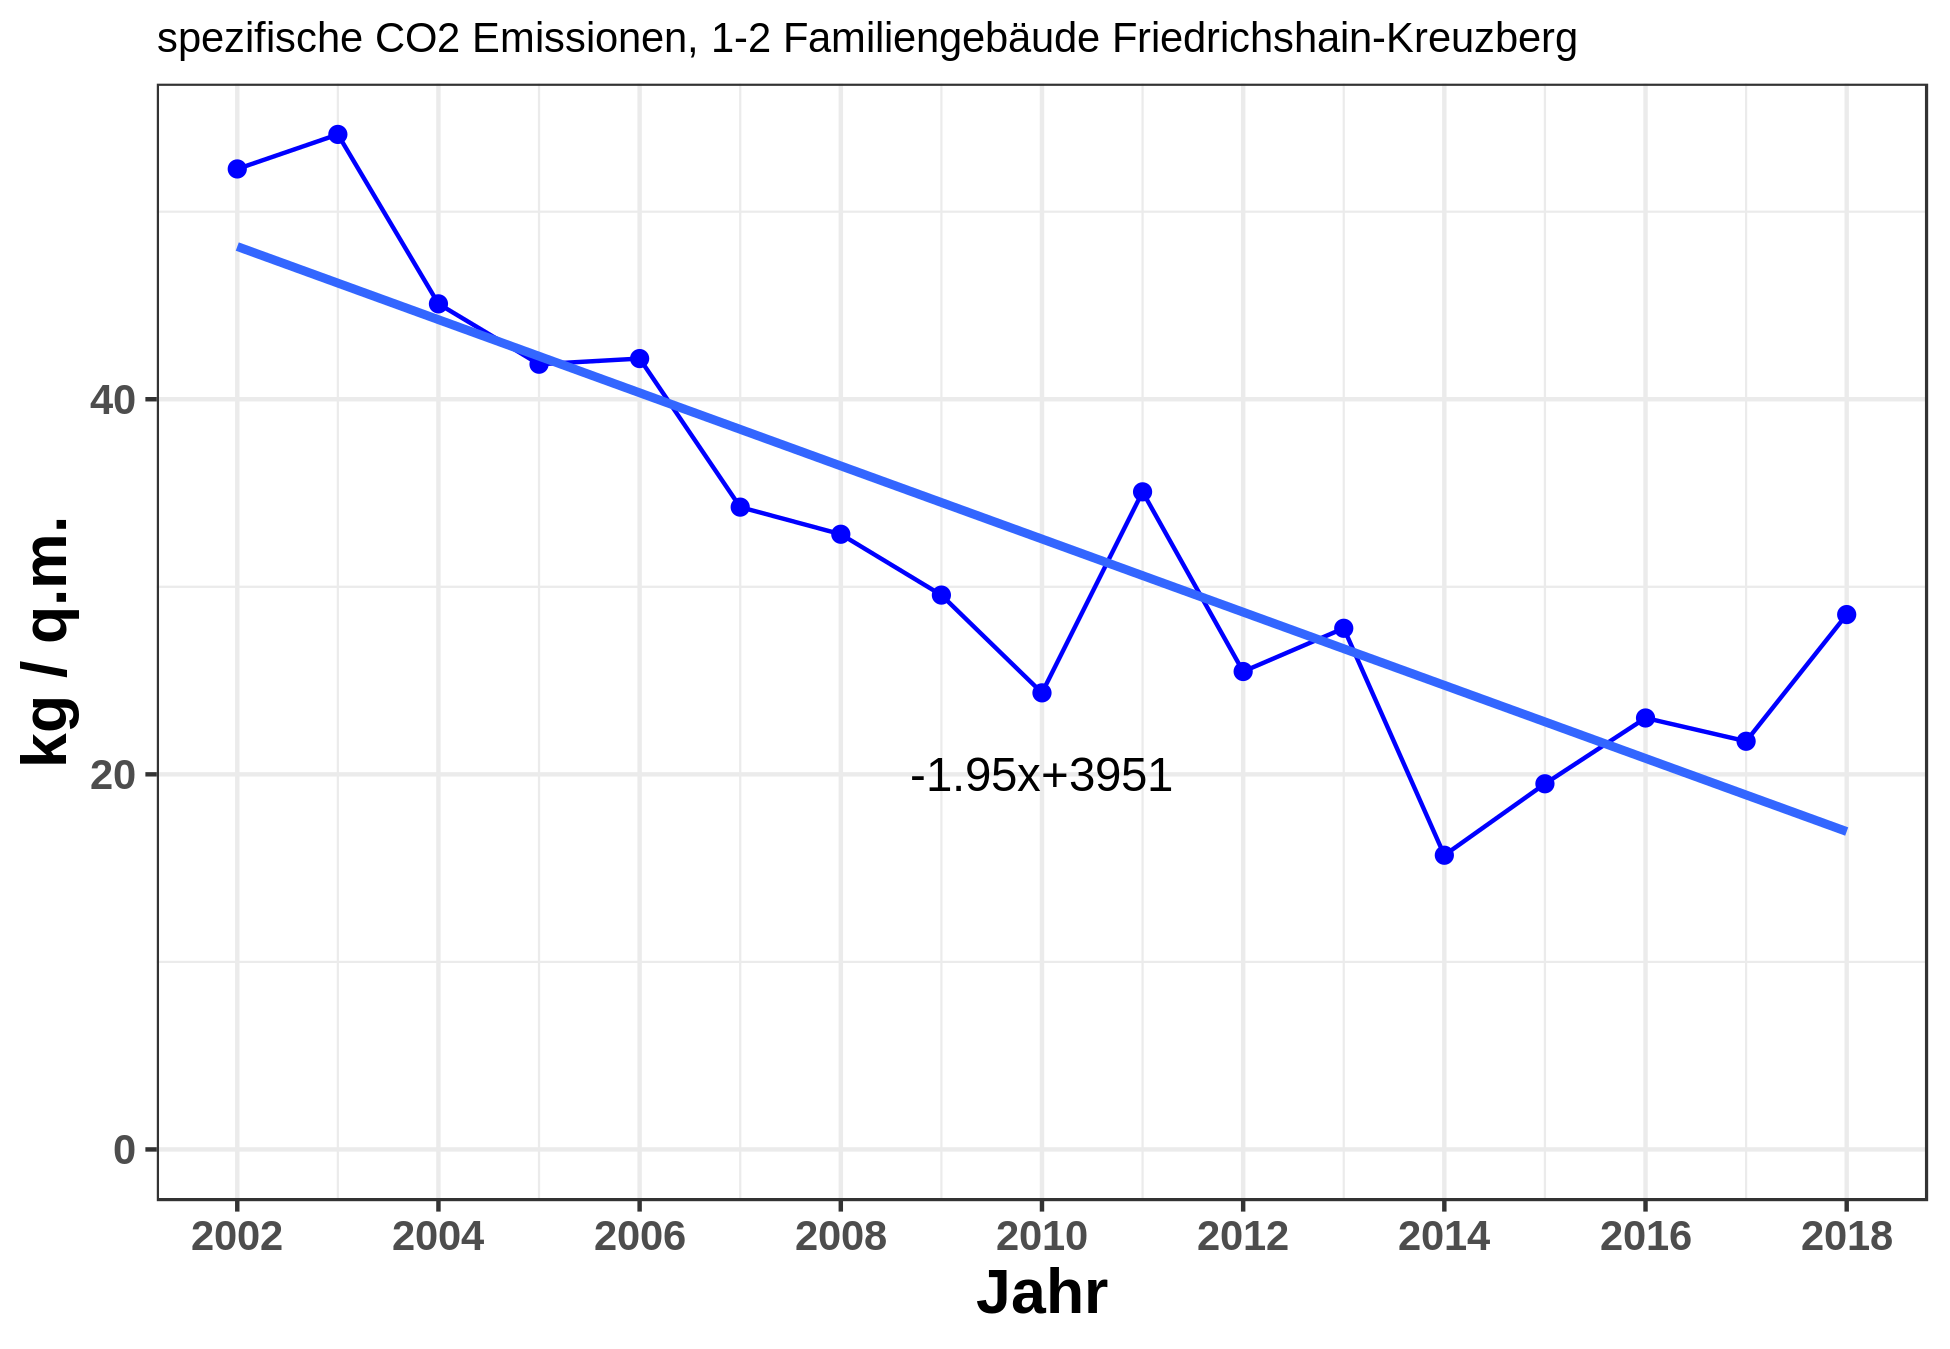 spezifische CO2 Emissionen, 1-2 Familiengebäude Friedrichshain-Kreuzberg
kg / q.m.
40
20
0
-1.95x+3951
2002 2004 2006 2008 2010 2012 2014 2016 2018
Jahr